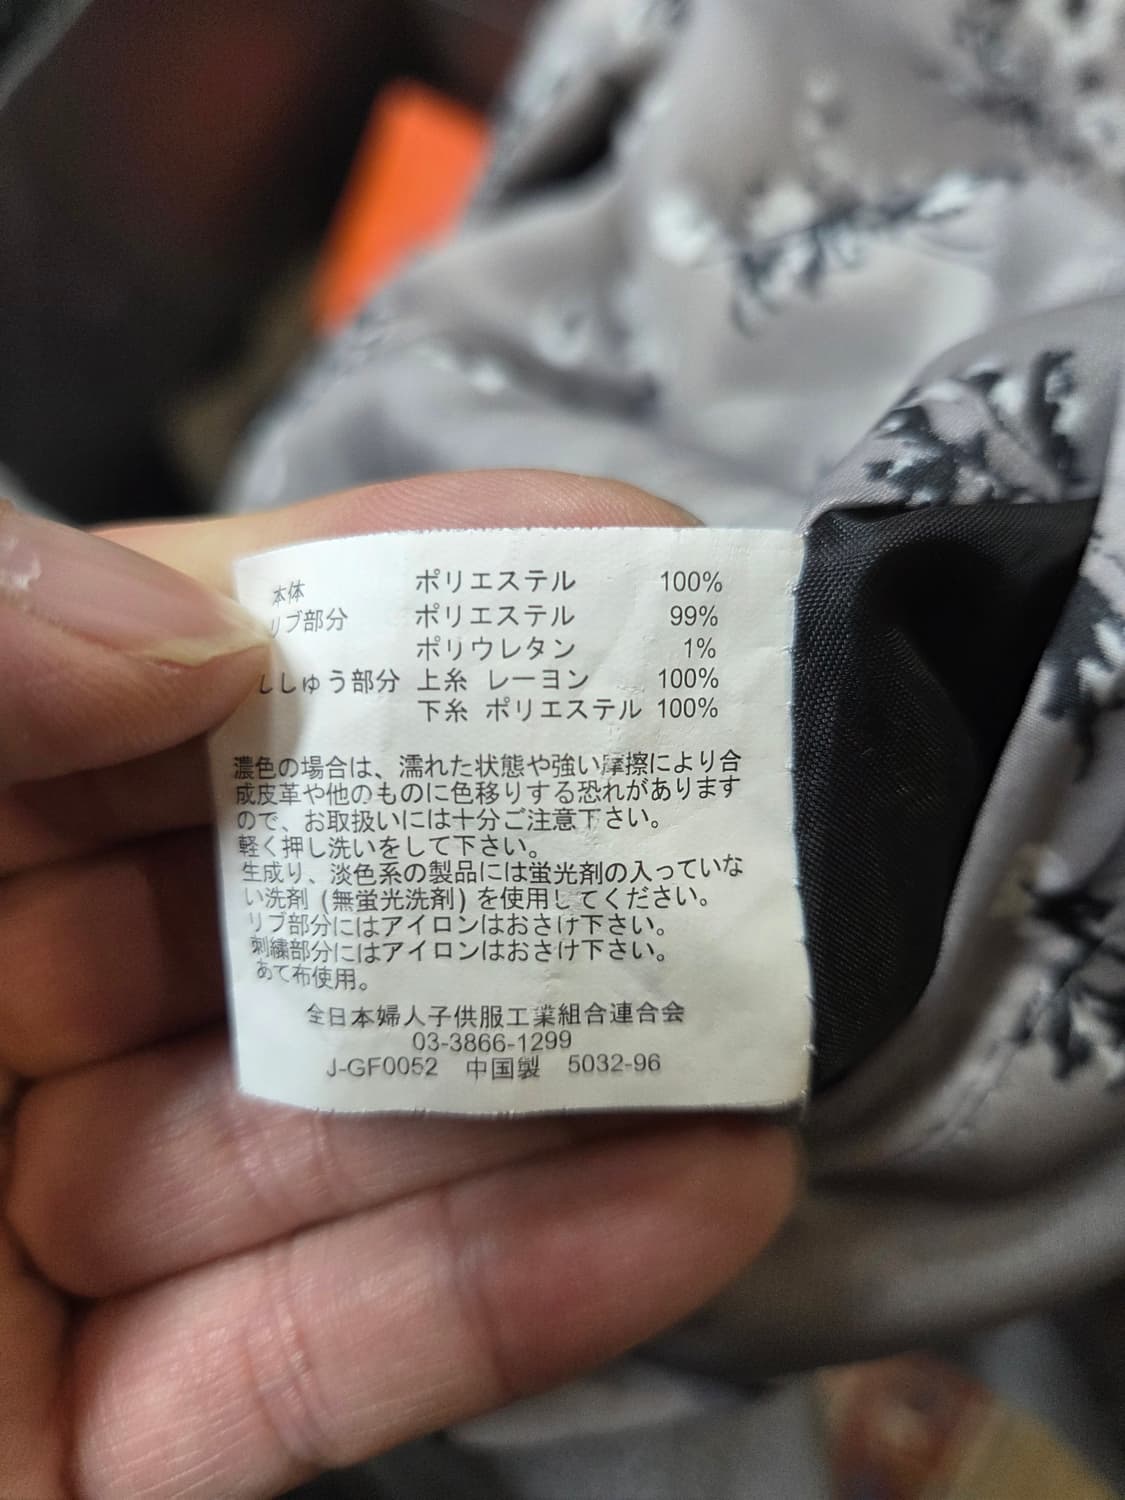 本体 ポリエステル 100%
リブ部分 ポリエステル 99%
ポリウレタン 1%
ししゅう部分 上糸 レーヨン 100%
下糸 ポリエステル 100%
濃色の場合は、濡れた状態や強い摩擦により合
成皮革や他のものに色移りする恐れがあります
ので、お取扱いには十分ご注意下さい。
軽く押し洗いをして下さい。
生成り、淡色系の製品には蛍光剤の入っていな
い洗剤 (無蛍光洗剤) を使用してください。
リブ部分にはアイロンはおさけ下さい。
刺繍部分にはアイロンはおさけ下さい。
あて布使用。
全日本婦人子供服工業組合連合会
03-3866-1299
J-GF0052 中国製 5032-96